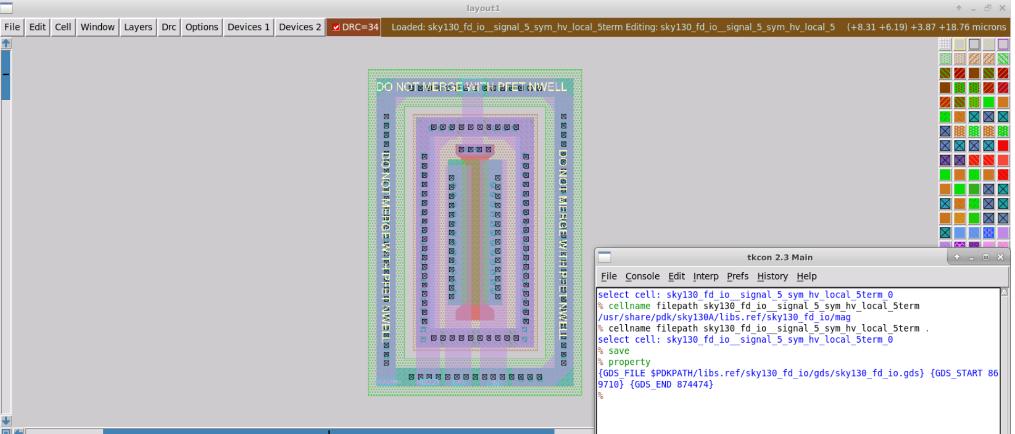 layout1
File Edit Cell Window Layers Drc Options Devices 1 Devices 2 DRC=34 Loaded: sky130_fd_io__signal_5_sym_hv_local_5term Editing: sky130_fd_io__signal_5_sym_hv_local_5 (+8.31 +6.19) +3.87 +18.76 microns
DO NOT MERGE WITH PFET NWELL
DO NOT MERGE WITH PFET NWELL
DO NOT MERGE WITH PFET NWELL
tkcon 2.3 Main
File Console Edit Interp Prefs History Help
select cell: sky130_fd_io__signal_5_sym_hv_local_5term_0
% cellname filepath sky130_fd_io__signal_5_sym_hv_local_5term
/usr/share/pdk/sky130A/libs.ref/sky130_fd_io/mag
% cellname filepath sky130_fd_io__signal_5_sym_hv_local_5term .
select cell: sky130_fd_io__signal_5_sym_hv_local_5term_0
% save
% property
{GDS_FILE $PDKPATH/libs.ref/sky130_fd_io/gds/sky130_fd_io.gds} {GDS_START 86
9710} {GDS_END 874474}
%